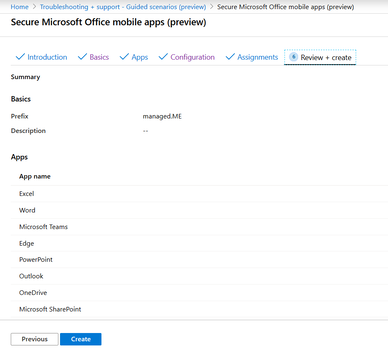 Home > Troubleshooting + support - Guided scenarios (preview) > Secure Microsoft Office mobile apps (preview)
Secure Microsoft Office mobile apps (preview)
Introduction Basics Apps Configuration Assignments 6 Review + create
Summary
Basics
Prefix managed.ME
Description --
Apps
App name
Excel
Word
Microsoft Teams
Edge
PowerPoint
Outlook
OneDrive
Microsoft SharePoint
Previous Create